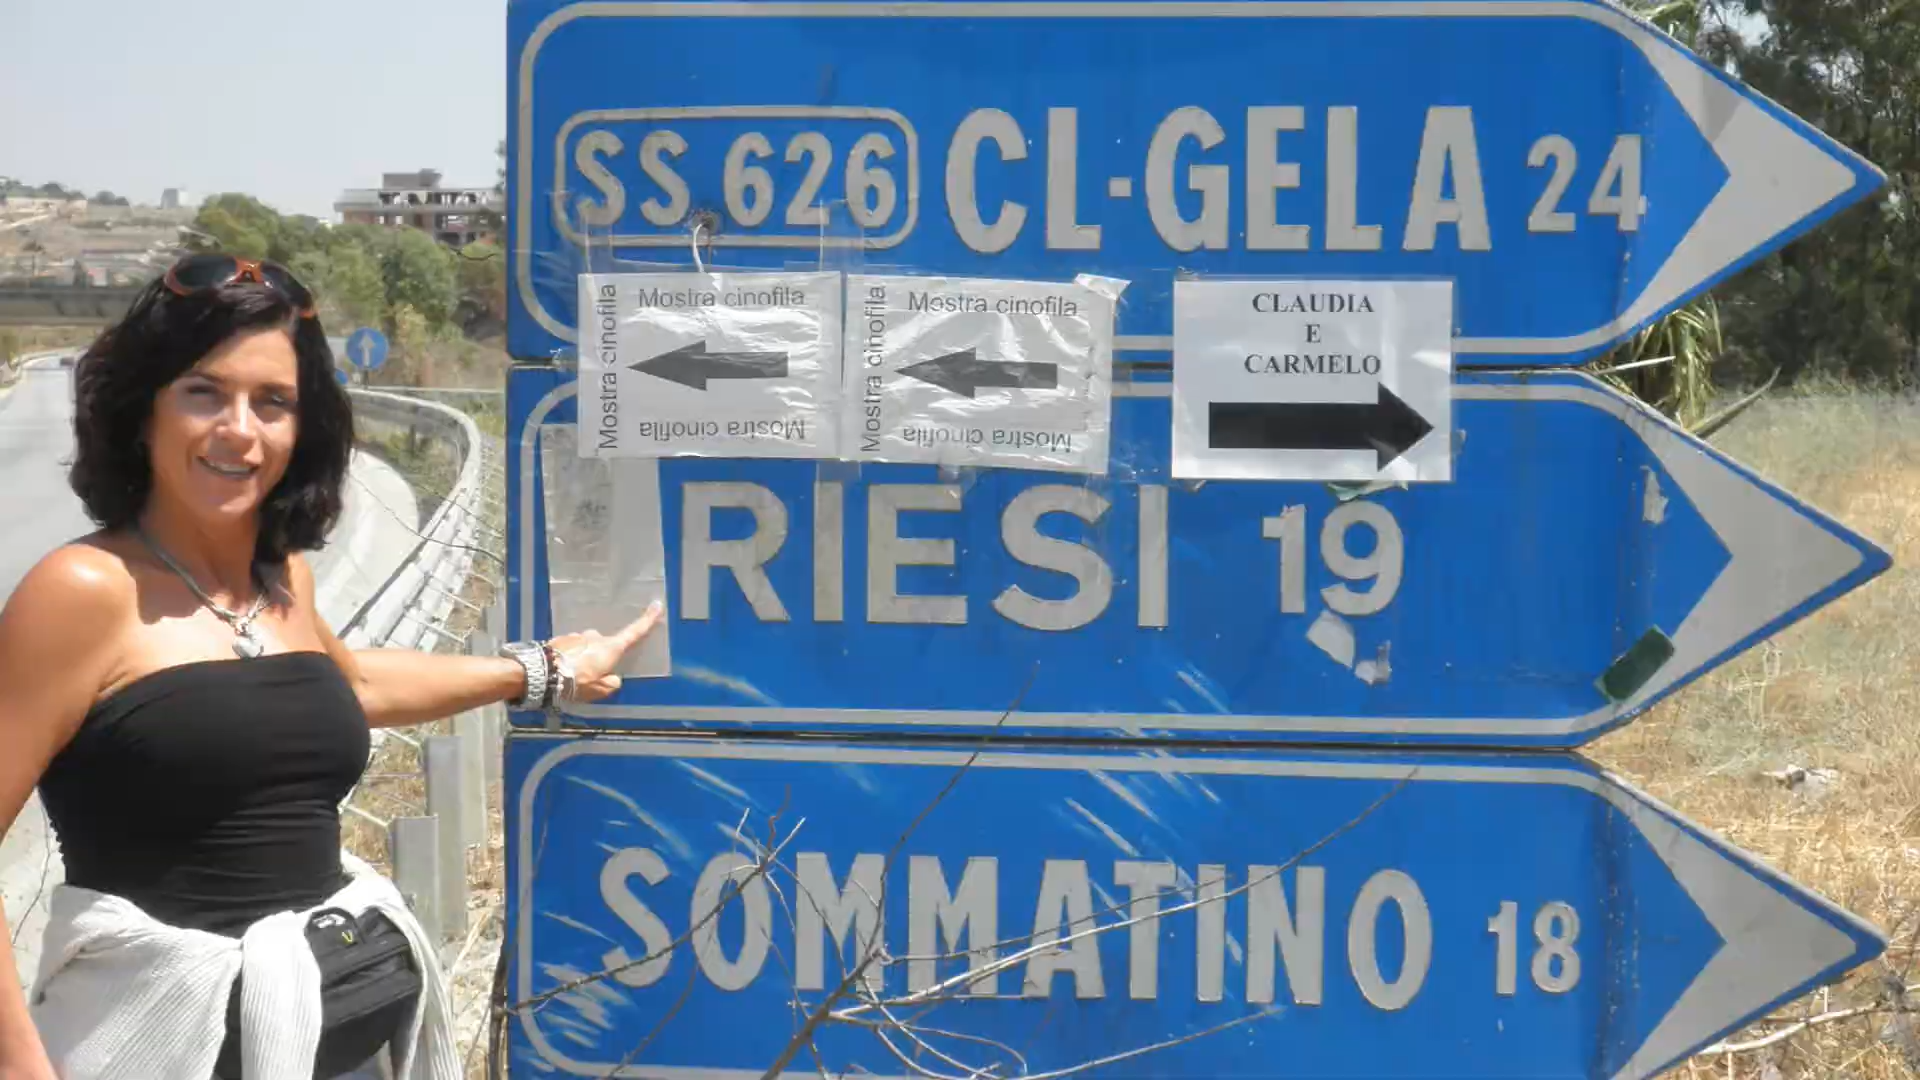 SS 626 CL-GELA 24
Mostra cinofila
Mostra cinofila
Mostra cinofila
Mostra cinofila
Mostra cinofila
Mostra cinofila
CLAUDIA
E
CARMELO
RIESI 19
SOMMATINO 18